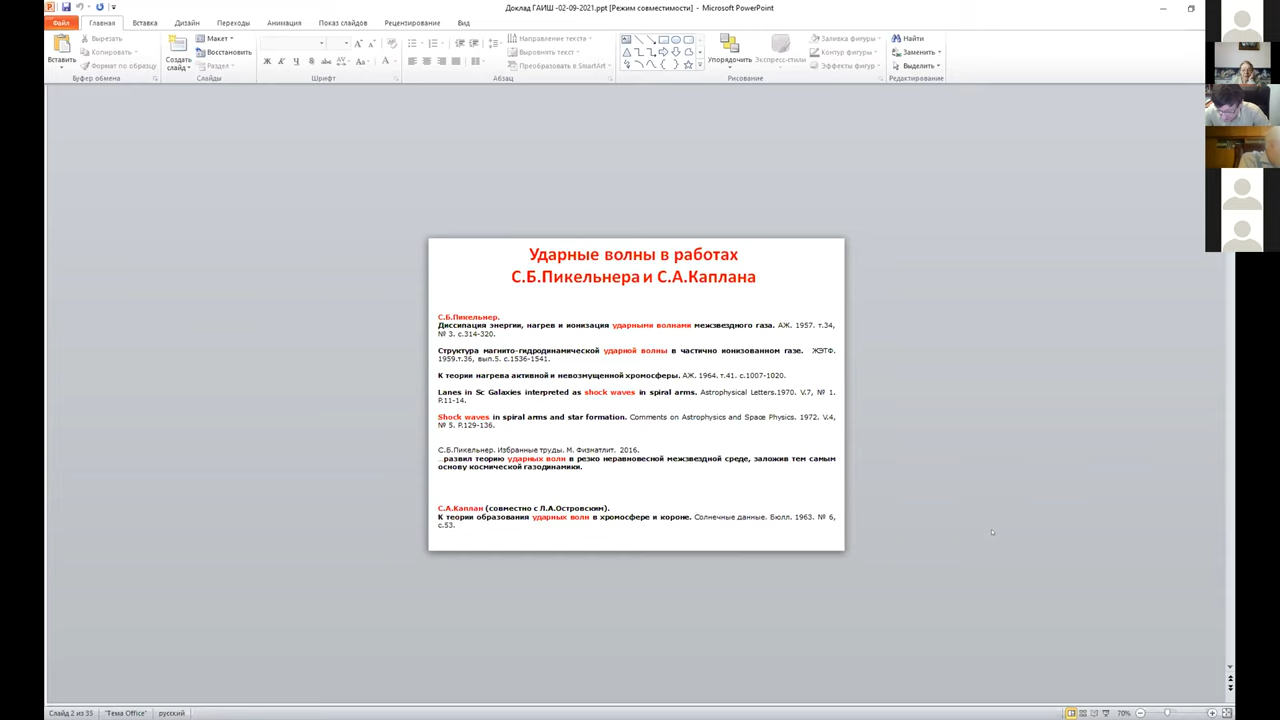 Доклад ГАИШ -02-09-2021.ppt [Режим совместимости] - Microsoft PowerPoint
Файл Главная Вставка Дизайн Переходы Анимация Показ слайдов Рецензирование Вид
Вставить
Вырезать
Копировать
Формат по образцу
Буфер обмена
Создать слайд
Макет
Восстановить
Раздел
Слайды
Шрифт
Направление текста
Выровнять текст
Преобразовать в SmartArt
Абзац
Упорядочить
Экспресс-стили
Заливка фигуры
Контур фигуры
Эффекты фигур
Рисование
Найти
Заменить
Выделить
Редактирование
Ударные волны в работах
С.Б.Пикельнера и С.А.Каплана
С.Б.Пикельнер.
Диссипация энергии, нагрев и ионизация ударными волнами межзвездного газа. АЖ. 1957. т.34,
№ 3. с.314-320.
Структура магнито-гидродинамической ударной волны в частично ионизованном газе. ЖЭТФ.
1959.т.36, вып.5. с.1536-1541.
К теории нагрева активной и невозмущенной хромосферы. АЖ. 1964. т.41. с.1007-1020.
Lanes in Sc Galaxies interpreted as shock waves in spiral arms. Astrophysical Letters.1970. V.7, № 1.
P.11-14.
Shock waves in spiral arms and star formation. Comments on Astrophysics and Space Physics. 1972. V.4,
№ 5. P.129-136.
С.Б.Пикельнер. Избранные труды. М. Физматлит. 2016.
…развил теорию ударных волн в резко неравновесной межзвездной среде, заложив тем самым
основу космической газодинамики.
С.А.Каплан (совместно с Л.А.Островским).
К теории образования ударных волн в хромосфере и короне. Солнечные данные. Бюлл. 1963. № 6,
с.53.
Слайд 2 из 35 "Тема Office" русский 70%